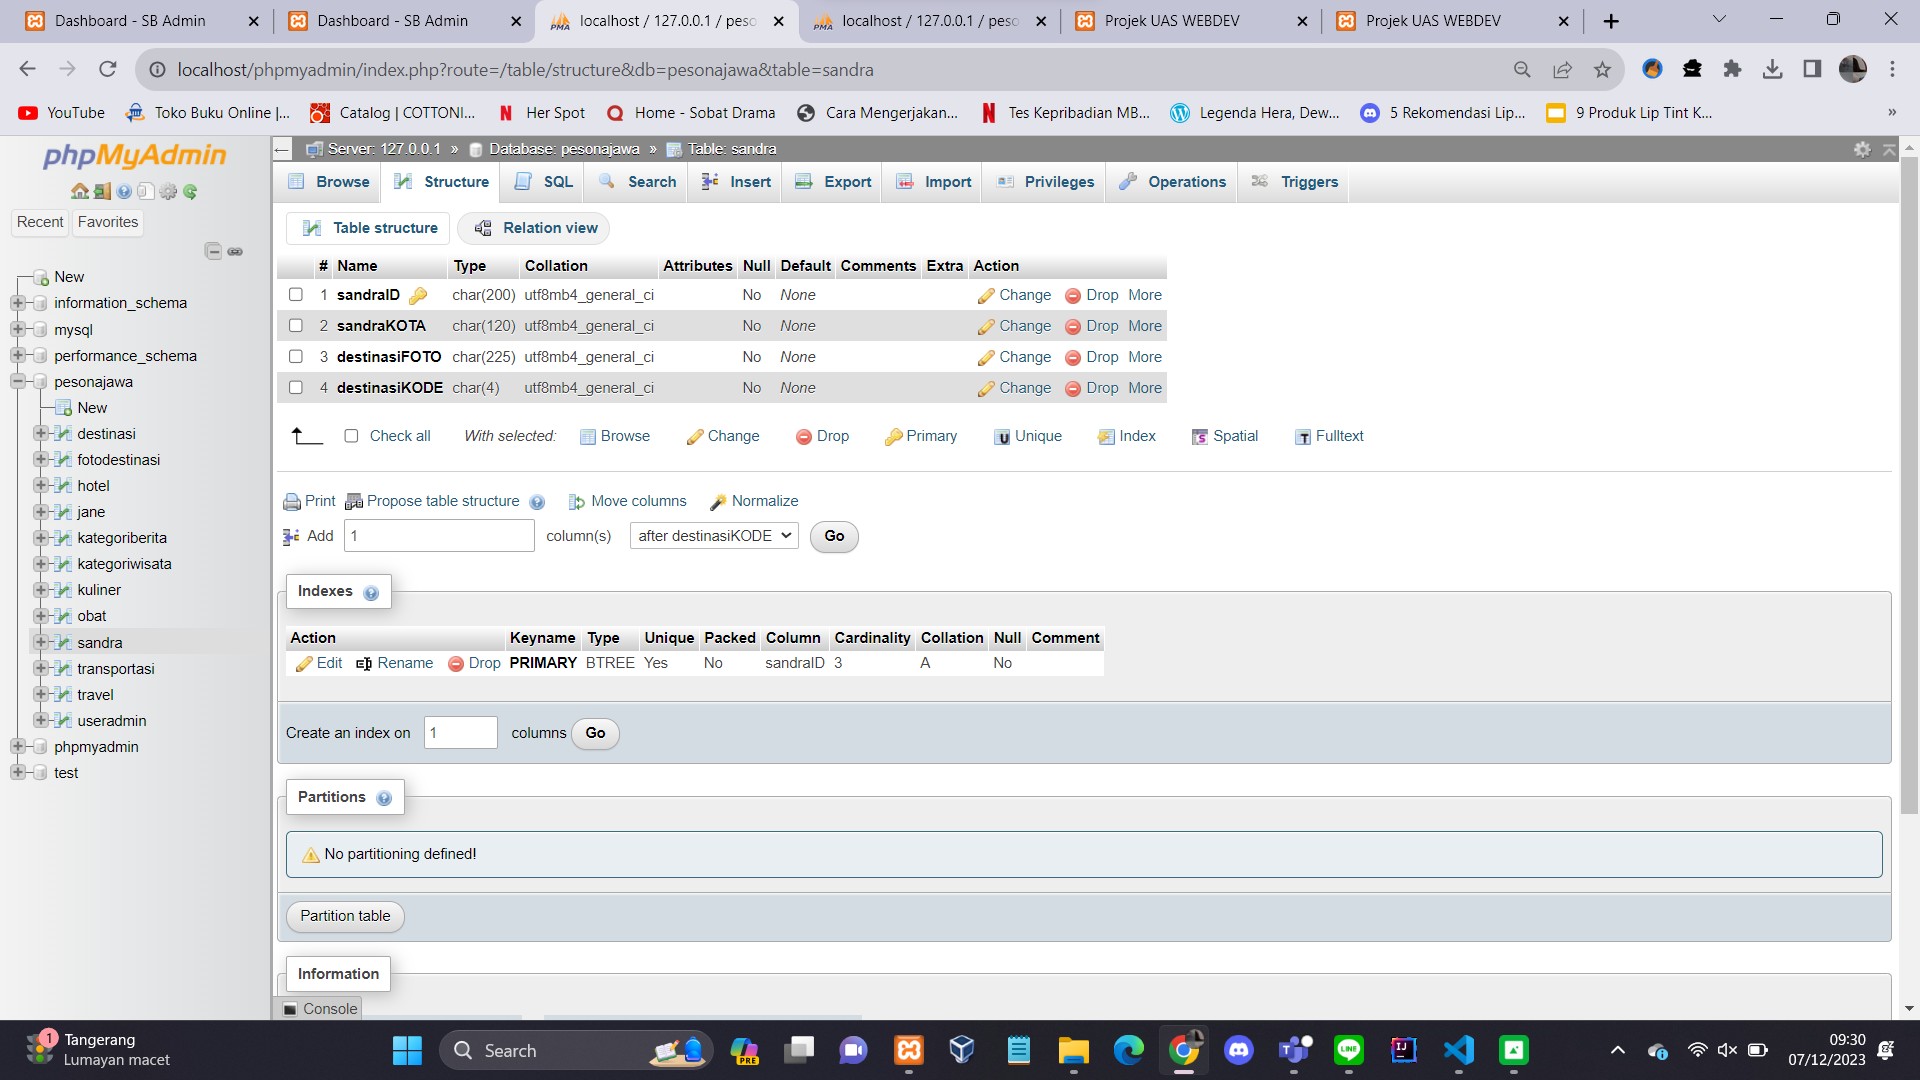 Dashboard - SB Admin
Dashboard - SB Admin
localhost / 127.0.0.1 / peso
localhost / 127.0.0.1 / peso
Projek UAS WEBDEV
Projek UAS WEBDEV
localhost/phpmyadmin/index.php?route=/table/structure&db=pesonajawa&table=sandra
YouTube
Toko Buku Online |...
Catalog | COTTONI...
Her Spot
Home - Sobat Drama
Cara Mengerjakan...
Tes Kepribadian MB...
Legenda Hera, Dew...
5 Rekomendasi Lip...
9 Produk Lip Tint K...
»
phpMyAdmin
Recent Favorites
New
information_schema
mysql
performance_schema
pesonajawa
New
destinasi
fotodestinasi
hotel
jane
kategoriberita
kategoriwisata
kuliner
obat
sandra
transportasi
travel
useradmin
phpmyadmin
test
Server: 127.0.0.1 » Database: pesonajawa » Table: sandra
Browse Structure SQL Search Insert Export Import Privileges Operations Triggers
Table structure Relation view
# Name Type Collation Attributes Null Default Comments Extra Action
1 sandraID char(200) utf8mb4_general_ci No None Change Drop More
2 sandraKOTA char(120) utf8mb4_general_ci No None Change Drop More
3 destinasiFOTO char(225) utf8mb4_general_ci No None Change Drop More
4 destinasiKODE char(4) utf8mb4_general_ci No None Change Drop More
Check all With selected: Browse Change Drop Primary Unique Index Spatial Fulltext
Print Propose table structure Move columns Normalize
Add 1 column(s) after destinasiKODE Go
Indexes
Action Keyname Type Unique Packed Column Cardinality Collation Null Comment
Edit Rename Drop PRIMARY BTREE Yes No sandraID 3 A No
Create an index on 1 columns Go
Partitions
No partitioning defined!
Partition table
Information
Console
1
Tangerang
Lumayan macet
Search
PRE
09:30
07/12/2023